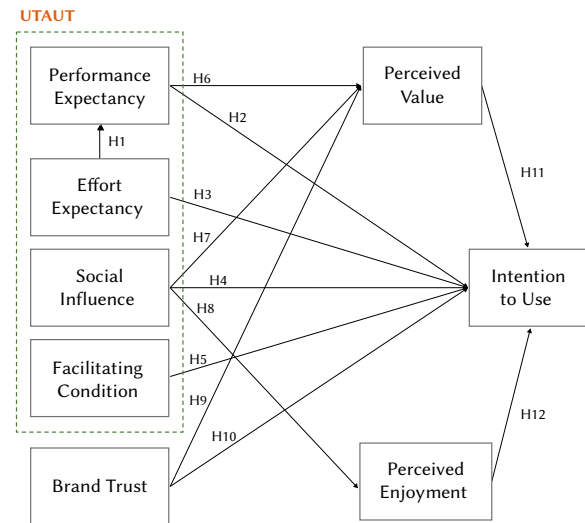 UTAUT
Performance
Expectancy
H6
Perceived
Value
H2
H1
Effort
Expectancy
H3
H11
H7
Social
Influence
H4
H8
Intention
to Use
Facilitating
Condition
H5
H9
H12
H10
Brand Trust
Perceived
Enjoyment